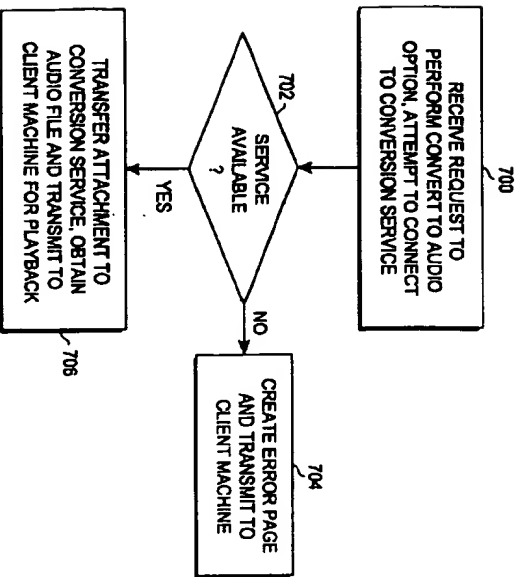 700
RECEIVE REQUEST TO
PERFORM CONVERT TO AUDIO
OPTION, ATTEMPT TO CONNECT
TO CONVERSION SERVICE
702
SERVICE
AVAILABLE
?
NO
704
CREATE ERROR PAGE
AND TRANSMIT TO
CLIENT MACHINE
YES
TRANSFER ATTACHMENT TO
CONVERSION SERVICE, OBTAIN
AUDIO FILE AND TRANSMIT TO
CLIENT MACHINE FOR PLAYBACK
706